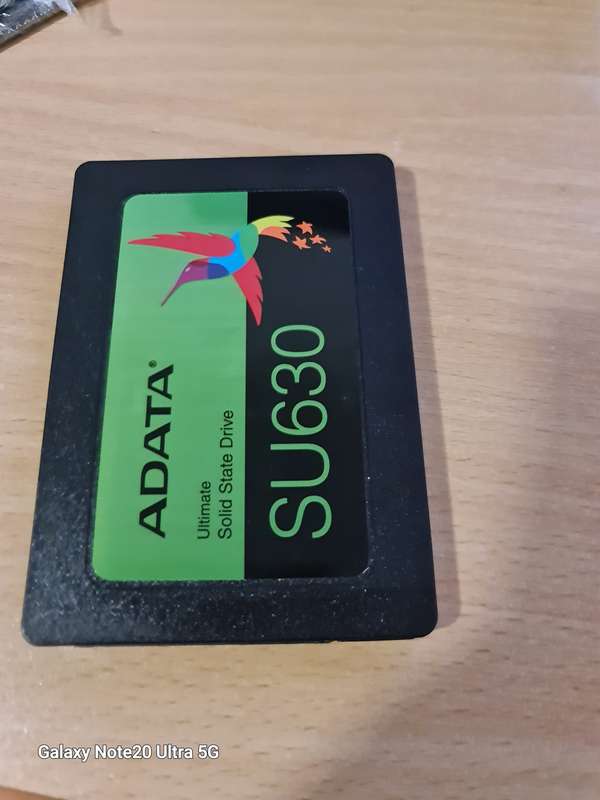 ADATA®
Ultimate
Solid State Drive
SU630
Galaxy Note20 Ultra 5G